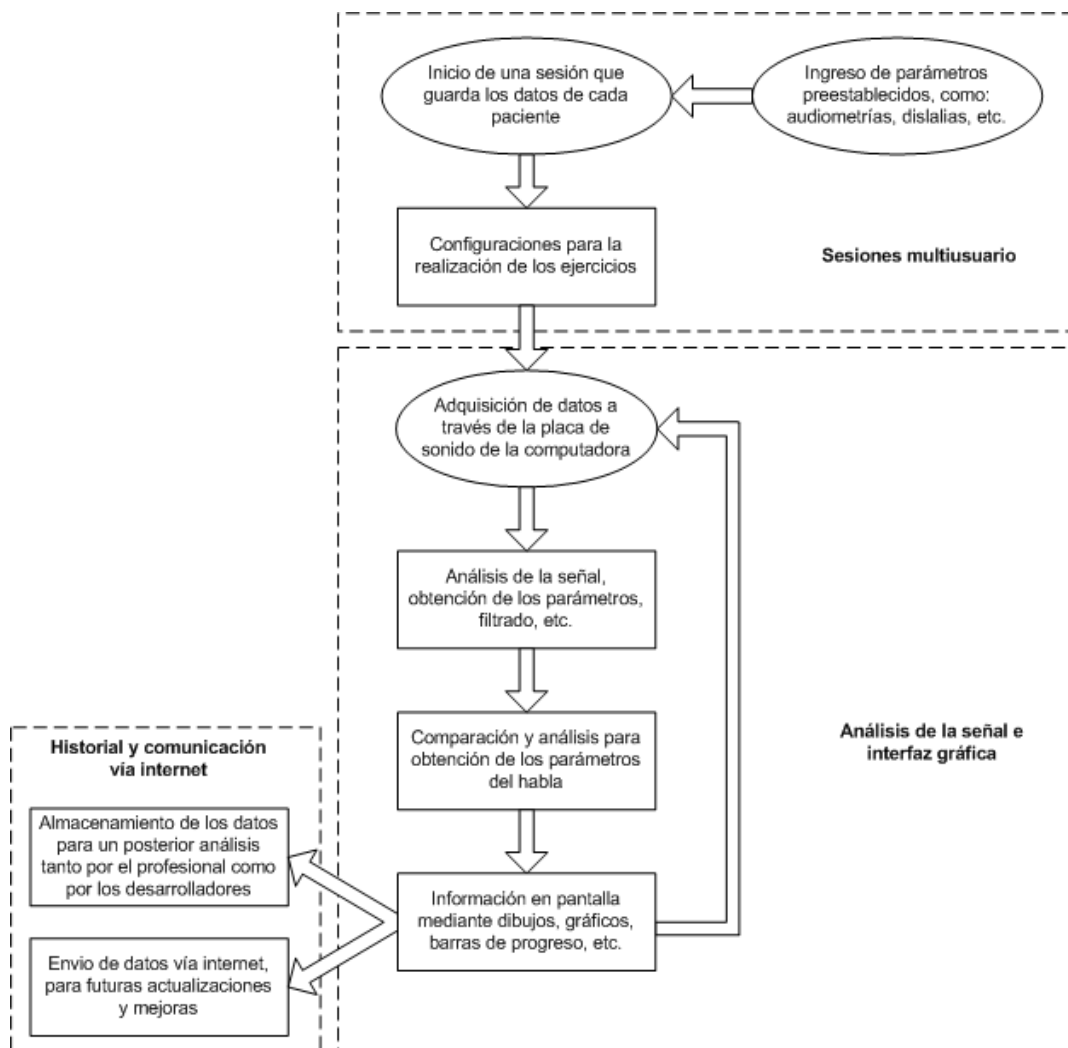 Inicio de una sesión que
guarda los datos de cada
paciente
Ingreso de parámetros
preestablecidos, como:
audiometrías, dislalias, etc.
Configuraciones para la
realización de los ejercicios
Sesiones multiusuario
Adquisición de datos a
través de la placa de
sonido de la computadora
Análisis de la señal,
obtención de los parámetros,
filtrado, etc.
Comparación y análisis para
obtención de los parámetros
del habla
Análisis de la señal e
interfaz gráfica
Información en pantalla
mediante dibujos, gráficos,
barras de progreso, etc.
Historial y comunicación
vía internet
Almacenamiento de los datos
para un posterior análisis
tanto por el profesional como
por los desarrolladores
Envio de datos vía internet,
para futuras actualizaciones
y mejoras